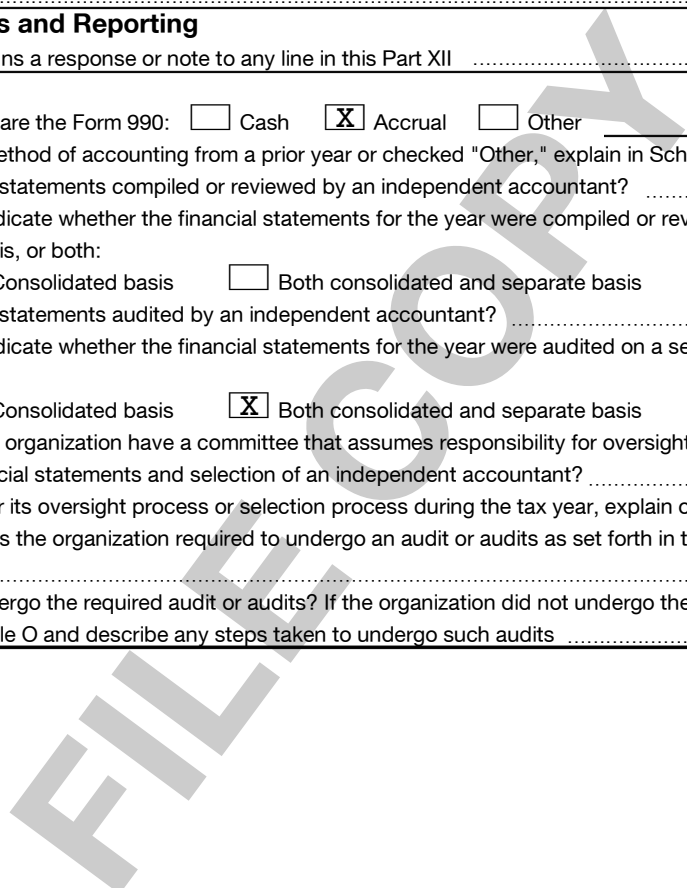 s and Reporting
ns a response or note to any line in this Part XII
are the Form 990: Cash X Accrual Other
ethod of accounting from a prior year or checked "Other," explain in Sch
statements compiled or reviewed by an independent accountant?
dicate whether the financial statements for the year were compiled or rev
is, or both:
Consolidated basis Both consolidated and separate basis
statements audited by an independent accountant?
dicate whether the financial statements for the year were audited on a se
Consolidated basis X Both consolidated and separate basis
organization have a committee that assumes responsibility for oversight
cial statements and selection of an independent accountant?
r its oversight process or selection process during the tax year, explain o
s the organization required to undergo an audit or audits as set forth in t
ergo the required audit or audits? If the organization did not undergo the
le O and describe any steps taken to undergo such audits
FILE COPY